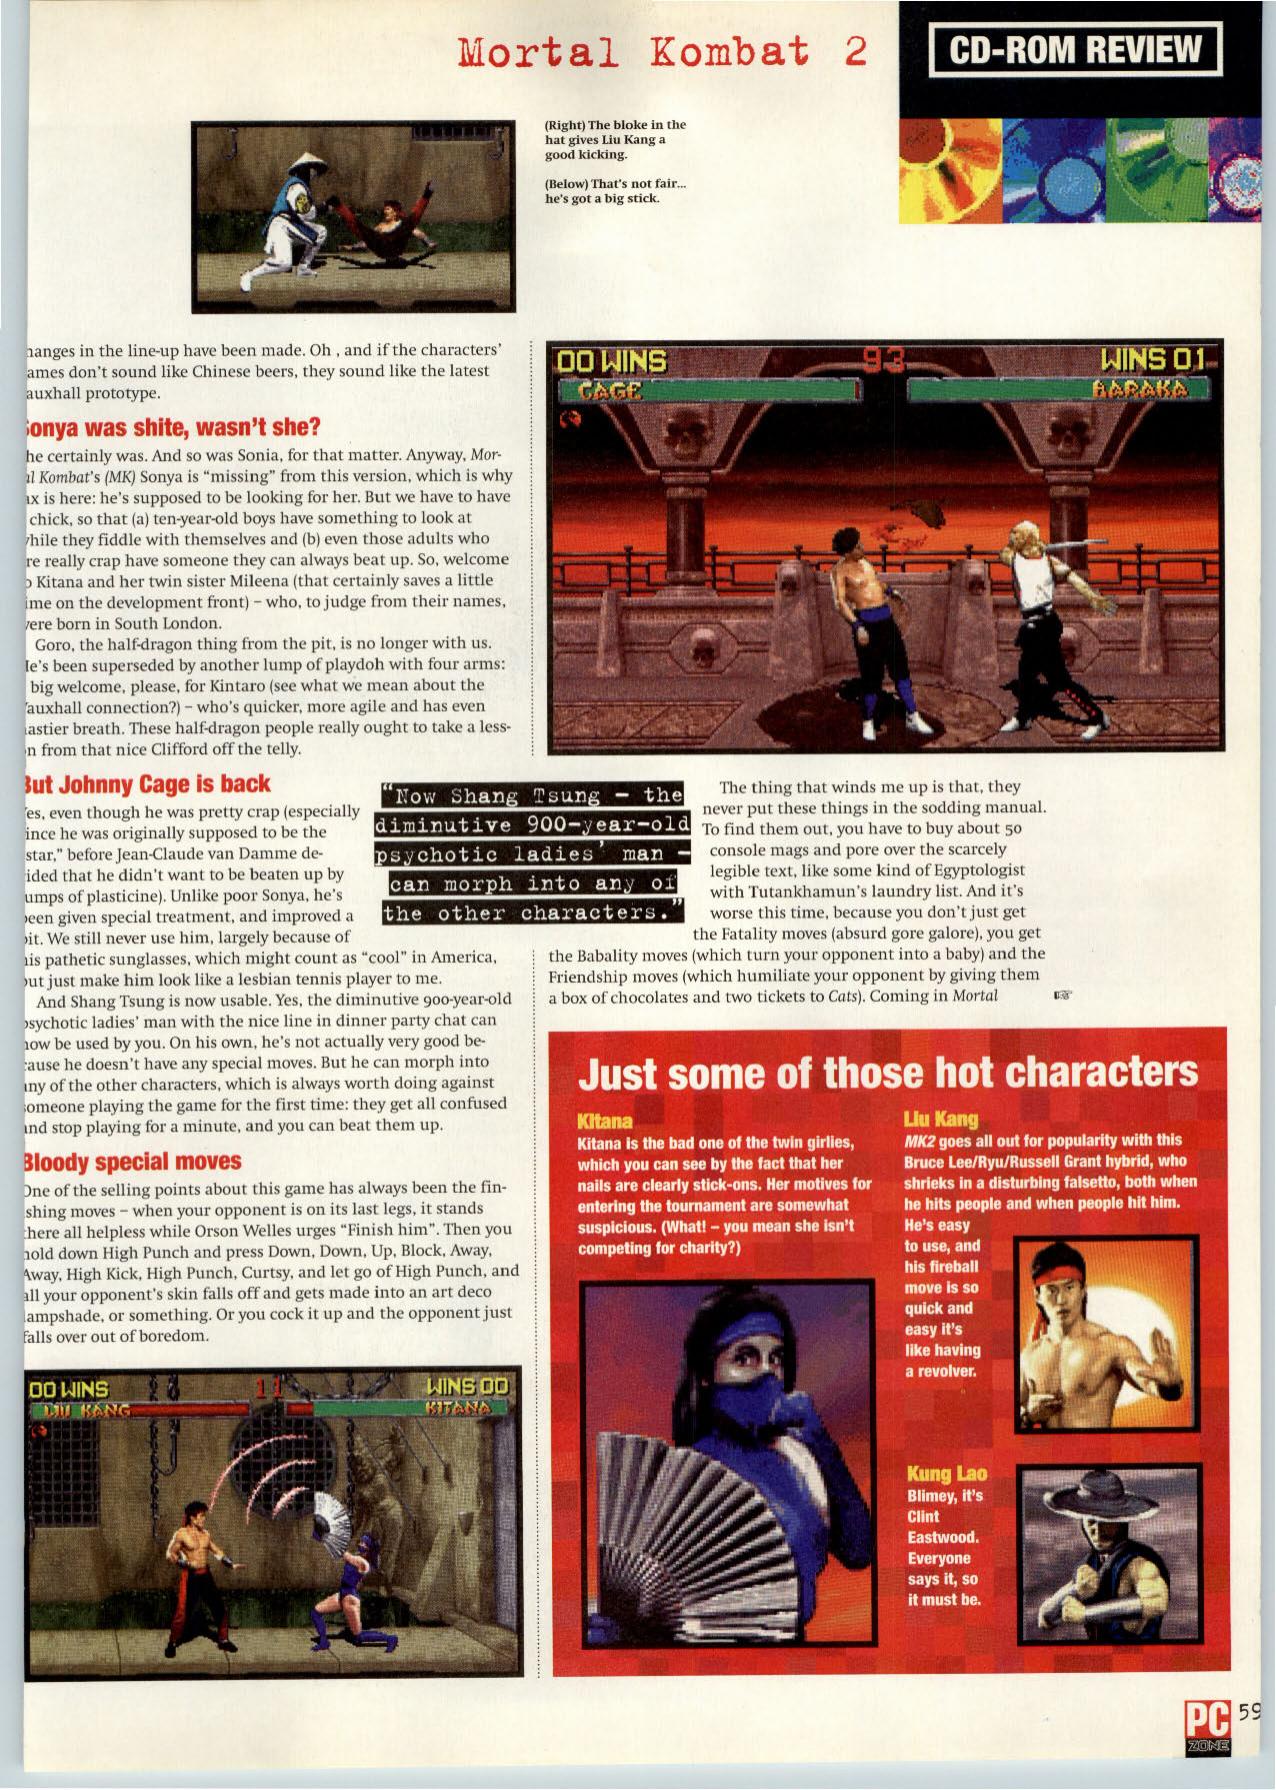 Mortal Kombat 2
CD-ROM REVIEW
(Right) The bloke in the
hat gives Liu Kang a
good kicking.
(Below) That's not fair...
he's got a big stick.
hanges in the line-up have been made. Oh , and if the characters'
ames don't sound like Chinese beers, they sound like the latest
auxhall prototype.
onya was shite, wasn't she?
he certainly was. And so was Sonia, for that matter. Anyway, Mor-
al Kombat's (MK) Sonya is "missing" from this version, which is why
ax is here: he's supposed to be looking for her. But we have to have
chick, so that (a) ten-year-old boys have something to look at
hile they fiddle with themselves and (b) even those adults who
re really crap have someone they can always beat up. So, welcome
o Kitana and her twin sister Mileena (that certainly saves a little
ime on the development front) – who, to judge from their names,
vere born in South London.
Goro, the half-dragon thing from the pit, is no longer with us.
He's been superseded by another lump of playdoh with four arms:
big welcome, please, for Kintaro (see what we mean about the
auxhall connection?) – who's quicker, more agile and has even
astier breath. These half-dragon people really ought to take a less-
n from that nice Clifford off the telly.
But Johnny Cage is back
Yes, even though he was pretty crap (especially
ince he was originally supposed to be the
star," before Jean-Claude van Damme de-
ided that he didn't want to be beaten up by
umps of plasticine). Unlike poor Sonya, he's
een given special treatment, and improved a
it. We still never use him, largely because of
is pathetic sunglasses, which might count as "cool" in America,
ut just make him look like a lesbian tennis player to me.
And Shang Tsung is now usable. Yes, the diminutive 900-year-old
sychotic ladies' man with the nice line in dinner party chat can
now be used by you. On his own, he's not actually very good be-
ause he doesn't have any special moves. But he can morph into
ny of the other characters, which is always worth doing against
omeone playing the game for the first time: they get all confused
nd stop playing for a minute, and you can beat them up.
Bloody special moves
One of the selling points about this game has always been the fin-
ishing moves – when your opponent is on its last legs, it stands
there all helpless while Orson Welles urges "Finish him". Then you
hold down High Punch and press Down, Down, Up, Block, Away,
Away, High Kick, High Punch, Curtsy, and let go of High Punch, and
all your opponent's skin falls off and gets made into an art deco
lampshade, or something. Or you cock it up and the opponent just
falls over out of boredom.
00 WINS
11
WINS 00
LIU KANG
KITANA
00 WINS
93
WINS 01
CAGE
BARAKA
"Now Shang Tsung – the
diminutive 900-year-old
psychotic ladies' man –
can morph into any of
the other characters."
The thing that winds me up is that, they
never put these things in the sodding manual.
To find them out, you have to buy about 50
console mags and pore over the scarcely
legible text, like some kind of Egyptologist
with Tutankhamun's laundry list. And it's
worse this time, because you don't just get
the Fatality moves (absurd gore galore), you get
the Babality moves (which turn your opponent into a baby) and the
Friendship moves (which humiliate your opponent by giving them
a box of chocolates and two tickets to Cats). Coming in Mortal
Just some of those hot characters
Kitana
Kitana is the bad one of the twin girlies,
which you can see by the fact that her
nails are clearly stick-ons. Her motives for
entering the tournament are somewhat
suspicious. (What! – you mean she isn't
competing for charity?)
Liu Kang
MK2 goes all out for popularity with this
Bruce Lee/Ryu/Russell Grant hybrid, who
shrieks in a disturbing falsetto, both when
he hits people and when people hit him.
He's easy
to use, and
his fireball
move is so
quick and
easy it's
like having
a revolver.
Kung Lao
Blimey, it's
Clint
Eastwood.
Everyone
says it, so
it must be.
PC
ZONE
59